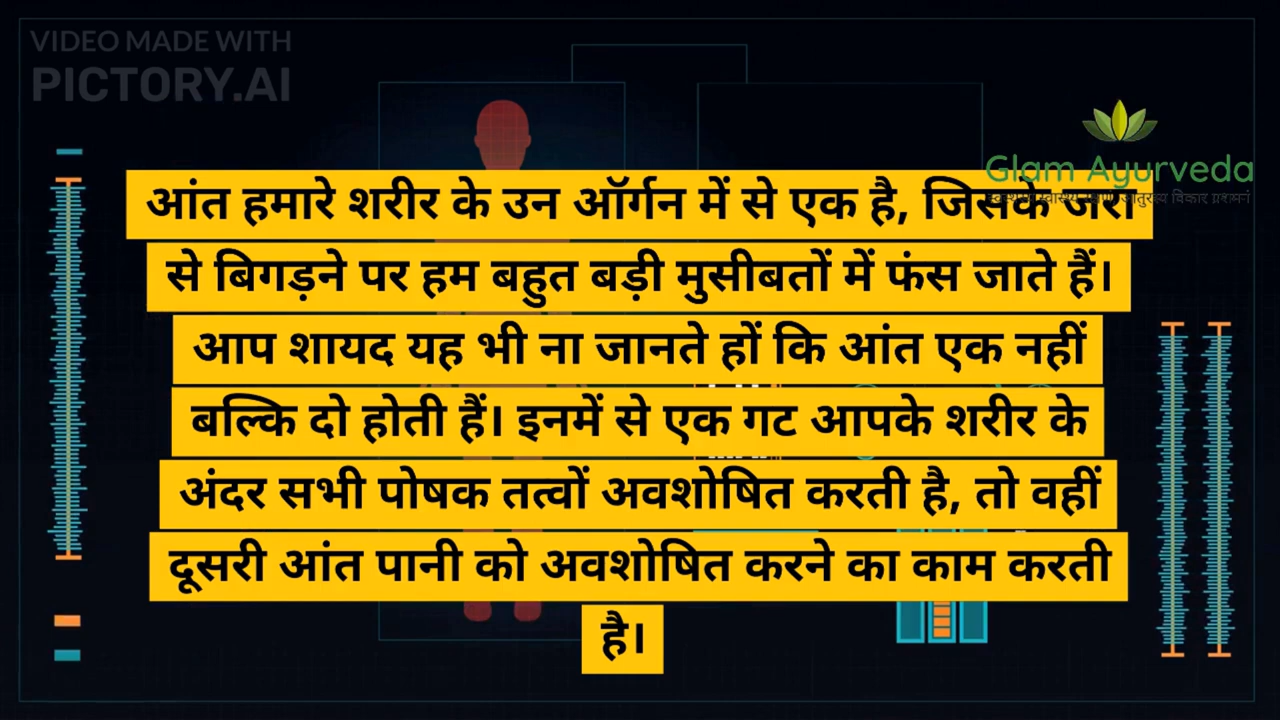 VIDEO MADE WITH
PICTORY.AI
Glam Ayurveda
आंत हमारे शरीर के उन ऑर्गन में से एक है, जिसके जरा
से बिगड़ने पर हम बहुत बड़ी मुसीबतों में फंस जाते हैं।
आप शायद यह भी ना जानते हों कि आंत एक नहीं
बल्कि दो होती हैं। इनमें से एक गट आपके शरीर के
अंदर सभी पोषक तत्वों अवशोषित करती है, तो वहीं
दूसरी आंत पानी को अवशोषित करने का काम करती
है।